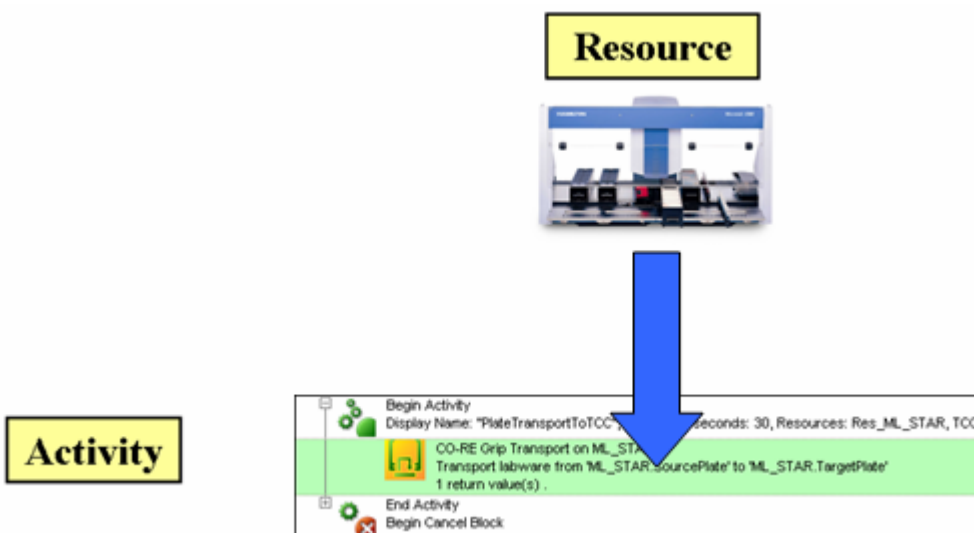 Resource
Activity
Begin Activity
Display Name: "PlateTransportToTCC", seconds: 30, Resources: Res_ML_STAR, TCC
CO-RE Grip Transport on ML_STA
Transport labware from 'ML_STAR.SourcePlate' to 'ML_STAR.TargetPlate'
1 return value(s) .
End Activity
Begin Cancel Block